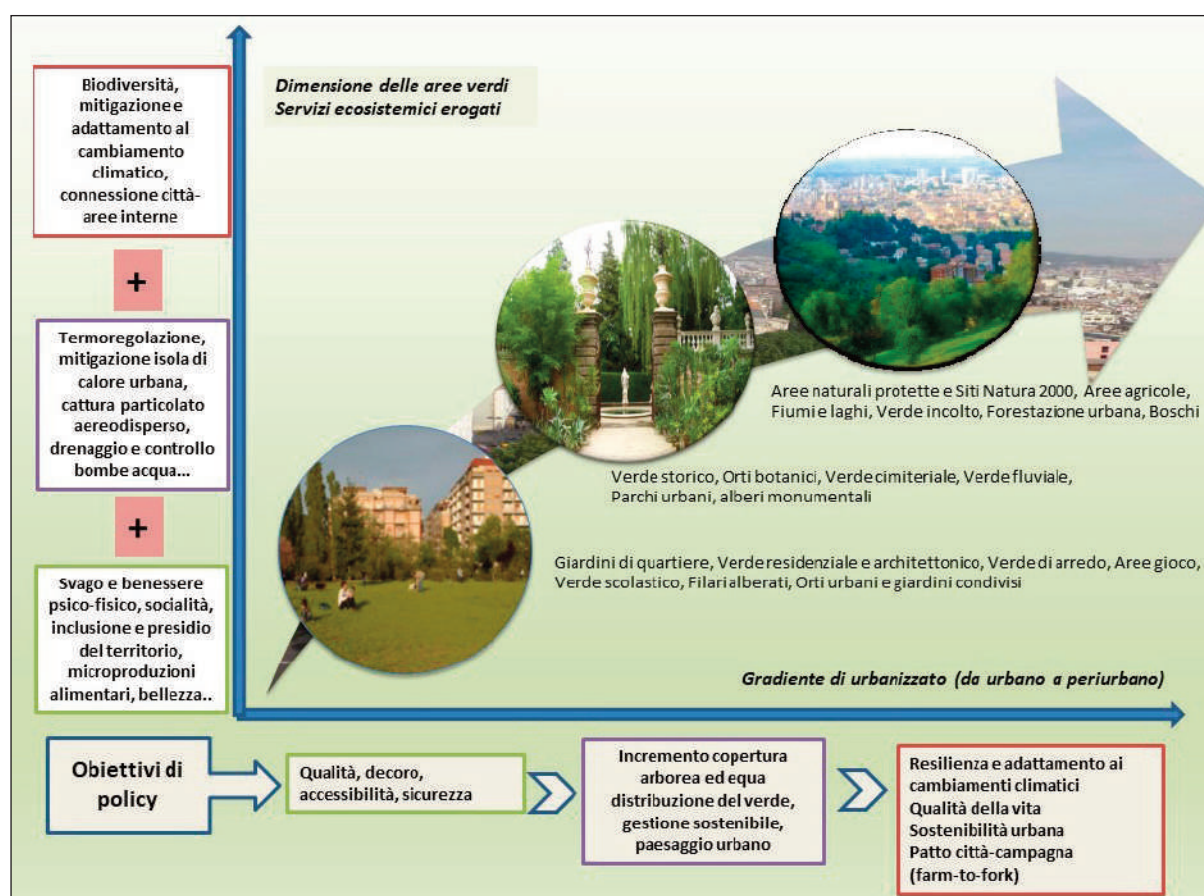 Biodiversità,
mitigazione e
adattamento al
cambiamento
climatico,
connessione città-
aree interne
+
Termoregolazione,
mitigazione isola di
calore urbana,
cattura particolato
aereodisperso,
drenaggio e controllo
bombe acqua...
+
Svago e benessere
psico-fisico, socialità,
inclusione e presidio
del territorio,
microproduzioni
alimentari, bellezza..
Dimensione delle aree verdi
Servizi ecosistemici erogati
Aree naturali protette e Siti Natura 2000, Aree agricole,
Fiumi e laghi, Verde incolto, Forestazione urbana, Boschi
Verde storico, Orti botanici, Verde cimiteriale, Verde fluviale,
Parchi urbani, alberi monumentali
Giardini di quartiere, Verde residenziale e architettonico, Verde di arredo, Aree gioco,
Verde scolastico, Filari alberati, Orti urbani e giardini condivisi
Gradiente di urbanizzato (da urbano a periurbano)
Obiettivi di
policy
Qualità, decoro,
accessibilità, sicurezza
Incremento copertura
arborea ed equa
distribuzione del verde,
gestione sostenibile,
paesaggio urbano
Resilienza e adattamento ai
cambiamenti climatici
Qualità della vita
Sostenibilità urbana
Patto città-campagna
(farm-to-fork)